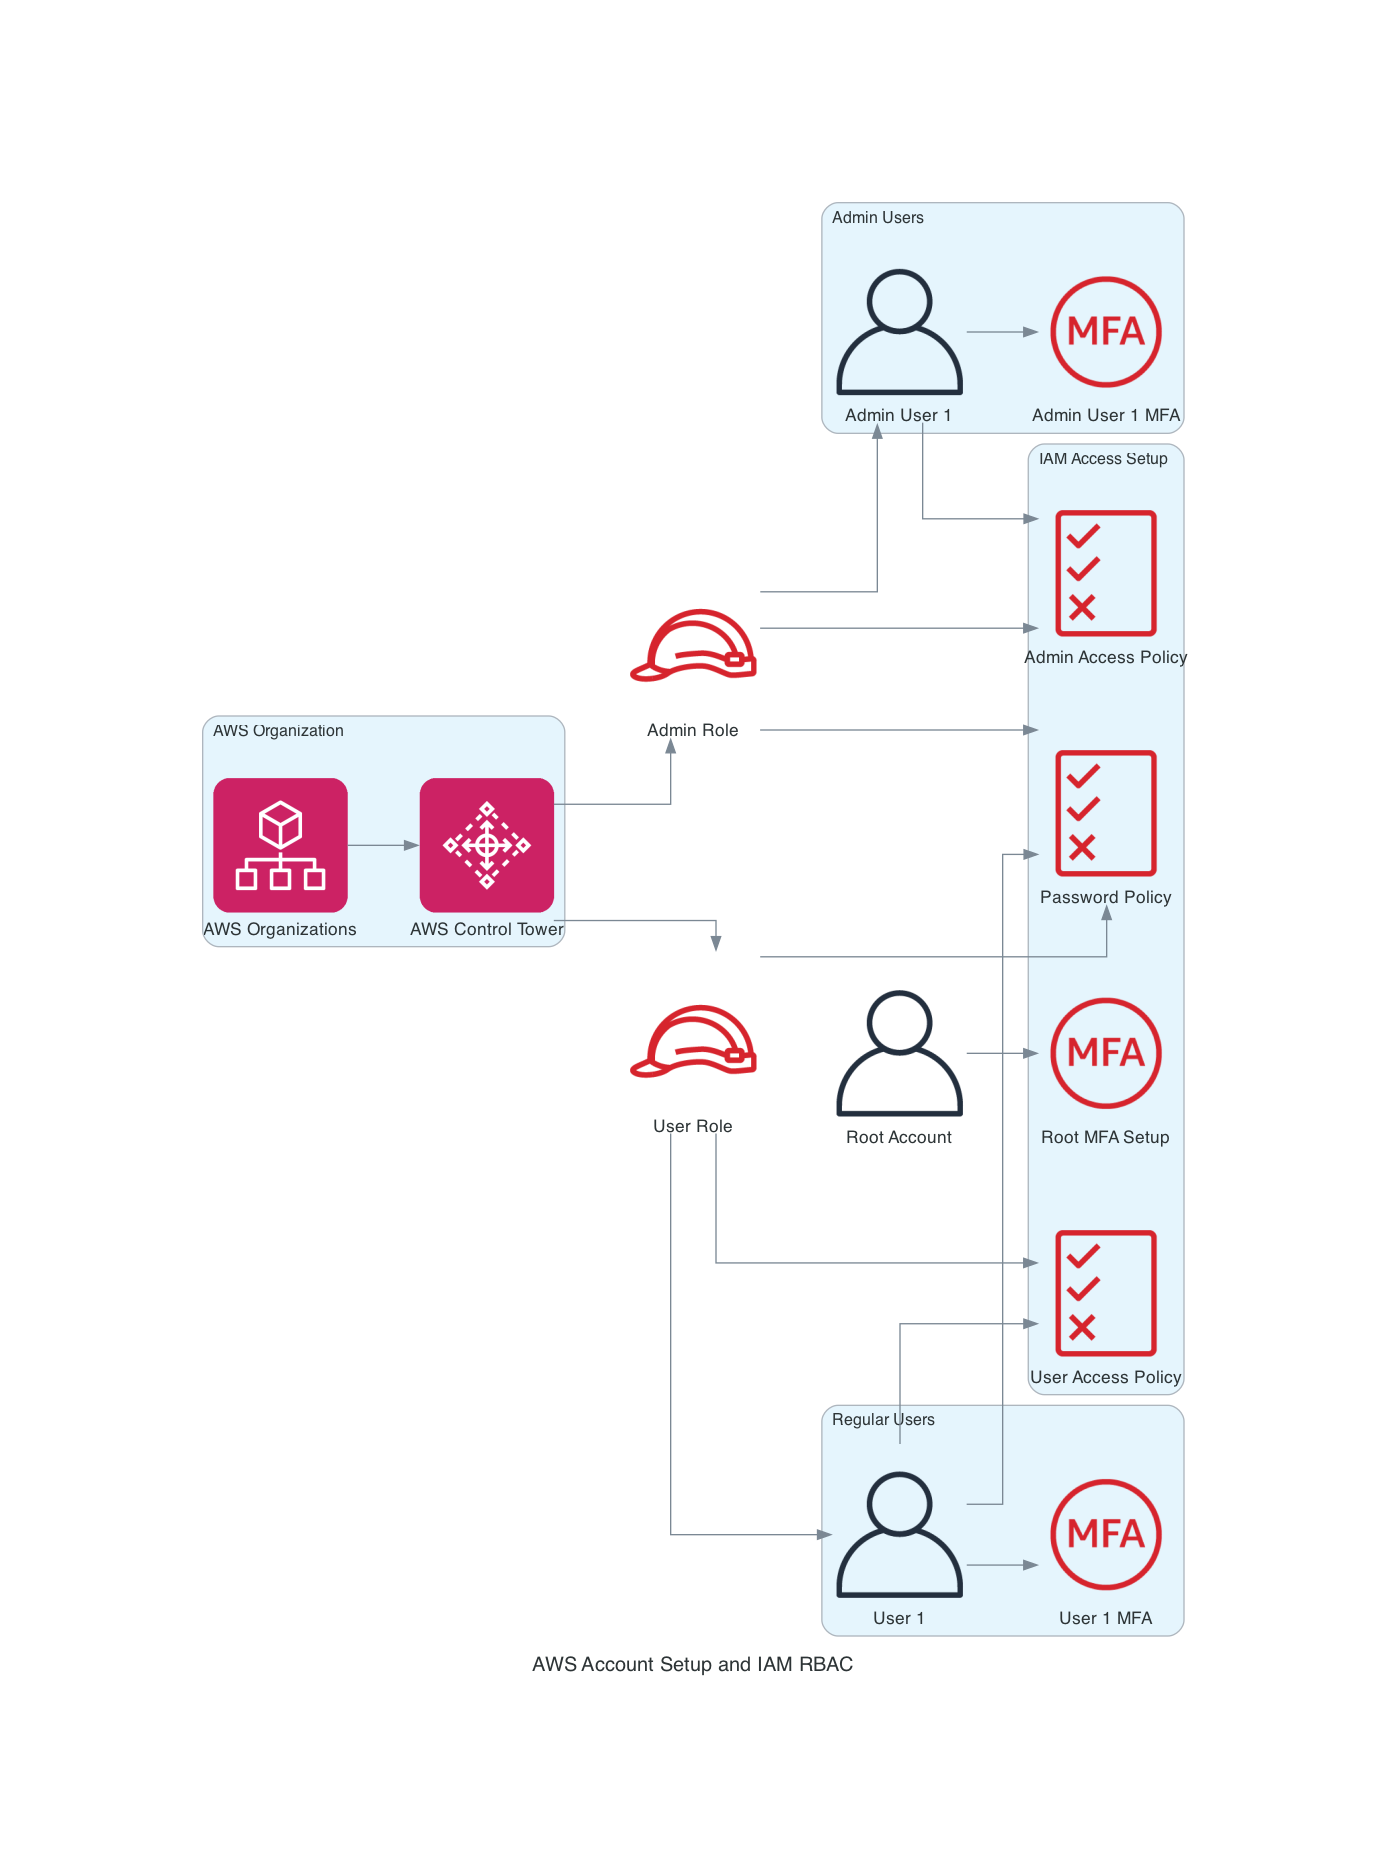 Admin Users
MFA
Admin User 1
Admin User 1 MFA
IAM Access Setup
Admin Access Policy
Admin Role
AWS Organization
AWS Organizations
AWS Control Tower
Password Policy
MFA
User Role
Root Account
Root MFA Setup
User Access Policy
Regular Users
MFA
User 1
User 1 MFA
AWS Account Setup and IAM RBAC